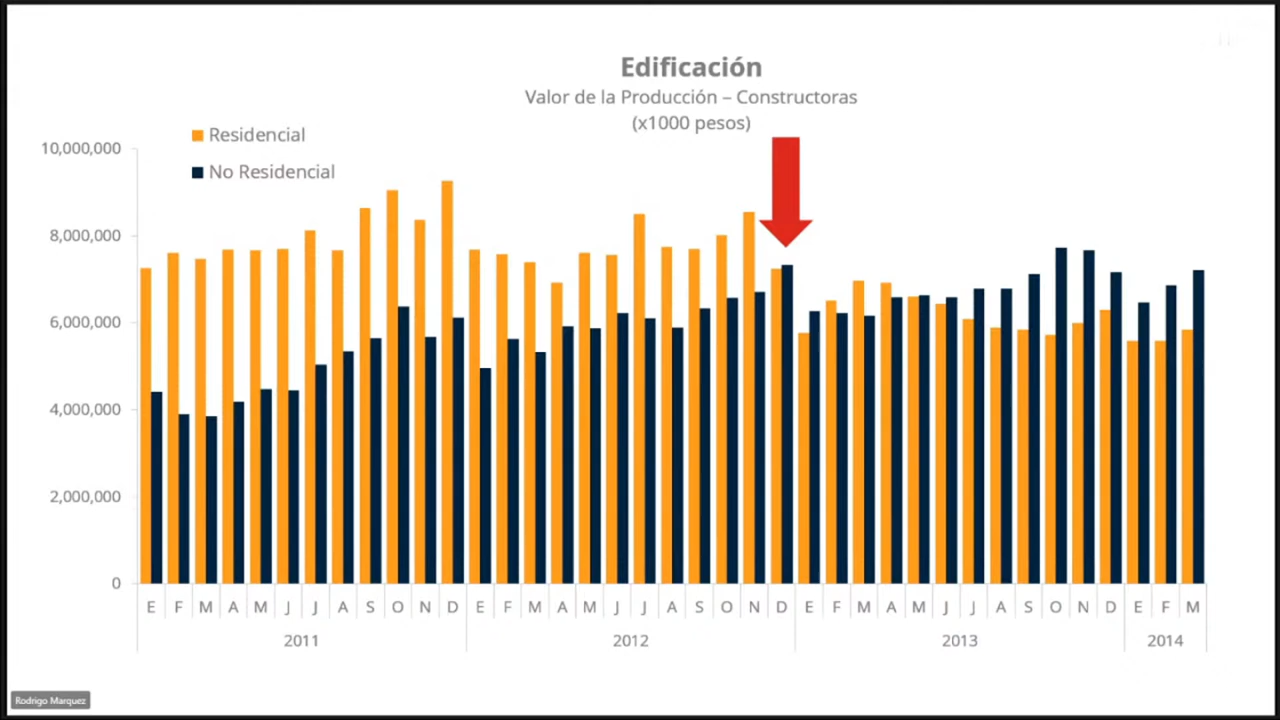 Edificación
Valor de la Producción – Constructoras
(x1000 pesos)
Residencial
No Residencial
10,000,000
8,000,000
6,000,000
4,000,000
2,000,000
0
E F M A M J J A S O N D E F M A M J J A S O N D E F M A M J J A S O N D E F M
2011 2012 2013 2014
Rodrigo Marquez